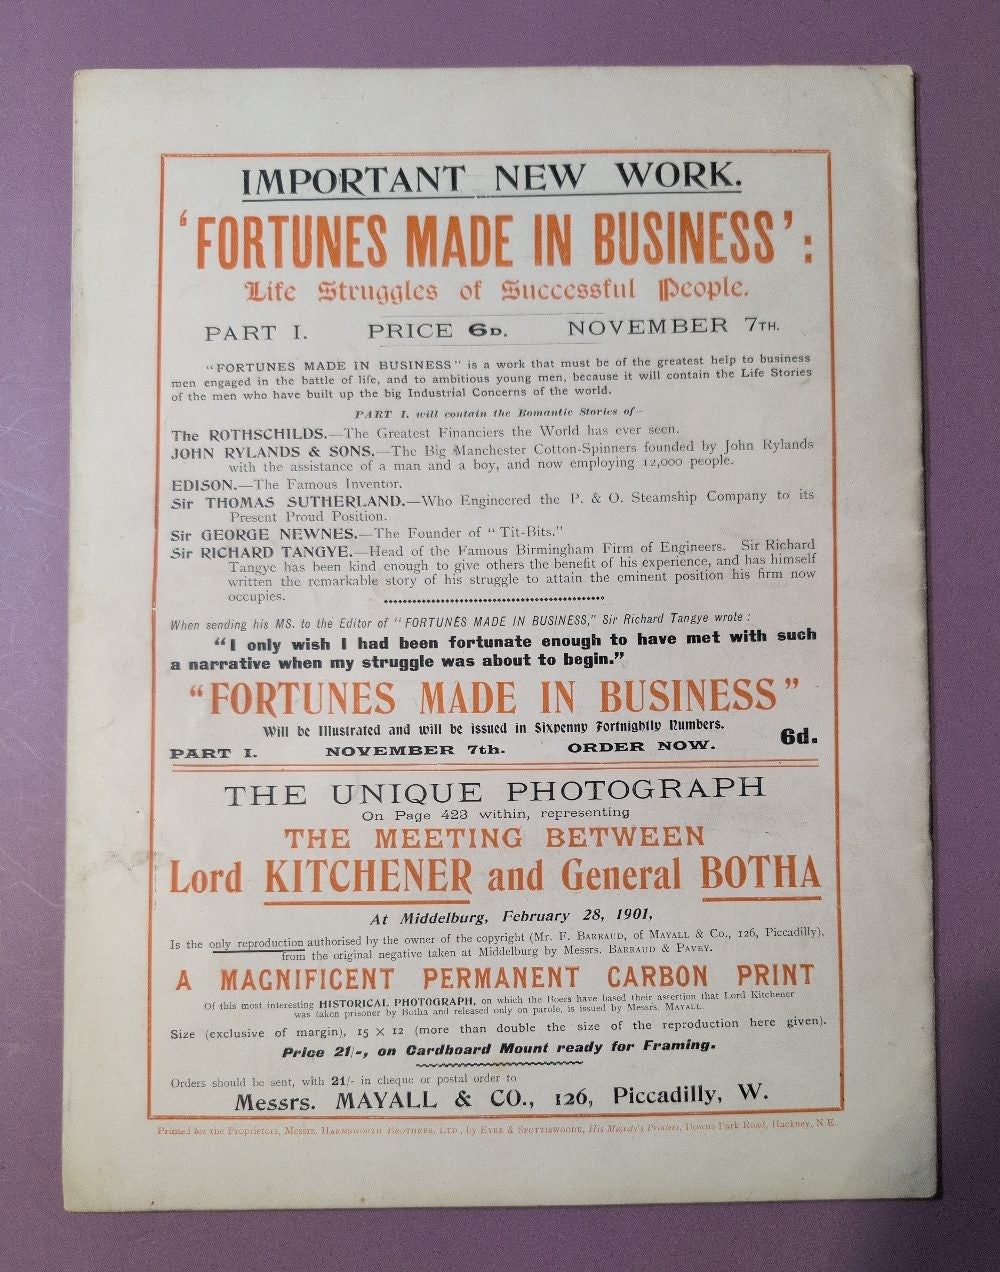 IMPORTANT NEW WORK.
'FORTUNES MADE IN BUSINESS':
Life Struggles of Successful People.
PART I. PRICE 6D. NOVEMBER 7TH.
"FORTUNES MADE IN BUSINESS" is a work that must be of the greatest help to business
men engaged in the battle of life, and to ambitious young men, because it will contain the Life Stories
of the men who have built up the big Industrial Concerns of the world.
PART I. will contain the Romantic Stories of—
The ROTHSCHILDS.—The Greatest Financiers the World has ever seen.
JOHN RYLANDS & SONS.—The Big Manchester Cotton-Spinners founded by John Rylands
with the assistance of a man and a boy, and now employing 12,000 people.
EDISON.—The Famous Inventor.
Sir THOMAS SUTHERLAND.—Who Engineered the P. & O. Steamship Company to its
Present Proud Position.
Sir GEORGE NEWNES.—The Founder of "Tit-Bits."
Sir RICHARD TANGYE.—Head of the Famous Birmingham Firm of Engineers. Sir Richard
Tangye has been kind enough to give others the benefit of his experience, and has himself
written the remarkable story of his struggle to attain the eminent position his firm now
occupies.
When sending his MS. to the Editor of "FORTUNES MADE IN BUSINESS," Sir Richard Tangye wrote:
"I only wish I had been fortunate enough to have met with such
a narrative when my struggle was about to begin."
"FORTUNES MADE IN BUSINESS"
Will be Illustrated and will be issued in Sixpenny Fortnightly Numbers.
PART I. NOVEMBER 7th. ORDER NOW. 6d.
THE UNIQUE PHOTOGRAPH
On Page 423 within, representing
THE MEETING BETWEEN
Lord KITCHENER and General BOTHA
At Middelburg, February 28, 1901,
Is the only reproduction authorised by the owner of the copyright (Mr. F. BARRAUD, of MAYALL & Co., 126, Piccadilly),
from the original negative taken at Middelburg by Messrs. BARRAUD & PAVEY.
A MAGNIFICENT PERMANENT CARBON PRINT
Of this most interesting HISTORICAL PHOTOGRAPH, on which the Boers have based their assertion that Lord Kitchener
was taken prisoner by Botha and released only on parole, is issued by Messrs. MAYALL.
Size (exclusive of margin), 15 × 12 (more than double the size of the reproduction here given).
Price 21/-, on Cardboard Mount ready for Framing.
Orders should be sent, with 21/- in cheque or postal order to
Messrs. MAYALL & CO., 126, Piccadilly, W.
Printed for the Proprietors, Messrs. HARMSWORTH BROTHERS, LTD., by EYRE & SPOTTISWOODE, His Majesty's Printers, Downs Park Road, Hackney, N.E.